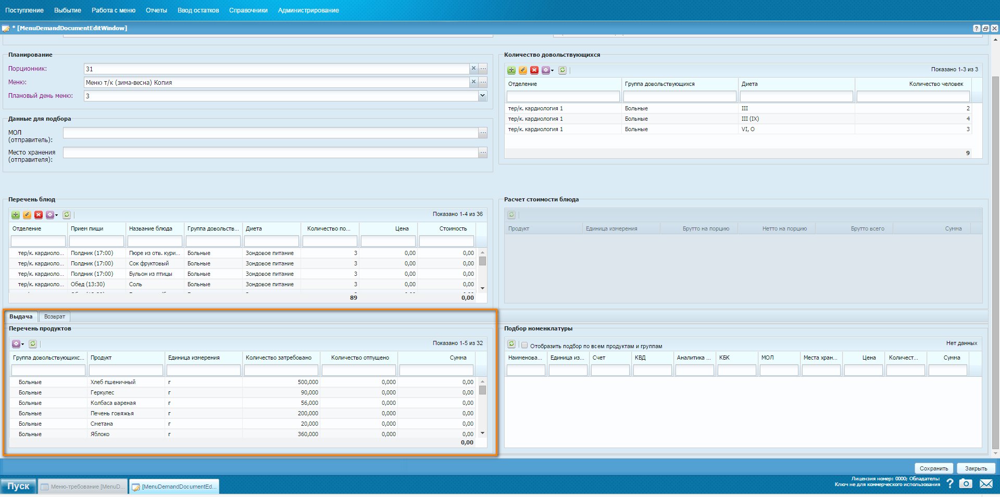 Поступление Выбытие Работа с меню Отчеты Ввод остатков Справочники Администрирование
* [MenuDemandDocumentEditWindow]
Планирование
Порционник: 31
Меню: Меню т/к (зима-весна) Копия
Плановый день меню: 3
Данные для подбора
МОЛ
(отправитель):
Место хранения
(отправителя):
Количество довольствующихся
Показано 1-3 из 3
Отделение Группа довольствующихся Диета Количество человек
тер/к. кардиология 1 Больные III 2
тер/к. кардиология 1 Больные III (IX) 4
тер/к. кардиология 1 Больные VI, О 3
9
Перечень блюд
Показано 1-4 из 36
Отделение Прием пищи Название блюда Группа довольств... Диета Количество по... Цена Стоимость
тер/к. кардиоло... Полдник (17:00) Пюре из отв. кури... Больные Зондовое питание 3 0,00 0,00
тер/к. кардиоло... Полдник (17:00) Сок фруктовый Больные Зондовое питание 3 0,00 0,00
тер/к. кардиоло... Полдник (17:00) Бульон из птицы Больные Зондовое питание 3 0,00 0,00
тер/к. кардиоло... Обед (13:30) Соль Больные Зондовое питание 3 0,00 0,00
89 0,00
Расчет стоимости блюда
Продукт Единица измерения Брутто на порцию Нетто на порцию Брутто всего Сумма
Выдача Возврат
Перечень продуктов
Показано 1-5 из 32
Группа довольствующихс... Продукт Единица измерения Количество затребовано Количество отпущено Сумма
Больные Хлеб пшеничный г 500,000 0,000 0,00
Больные Геркулес г 90,000 0,000 0,00
Больные Колбаса вареная г 56,000 0,000 0,00
Больные Печень говяжья г 200,000 0,000 0,00
Больные Сметана г 20,000 0,000 0,00
Больные Яблоко г 360,000 0,000 0,00
0,00
Подбор номенклатуры
Отобразить подбор по всем продуктам и группам Нет данных
Наименова... Единица из... Счет КВД Аналитика ... КБК МОЛ Места хран... Цена Количест... Сумма
Сохранить Закрыть
Пуск Меню-требование [MenuD... [MenuDemandDocumentEd...
Лицензия номер: 0000; Обладатель:
Ключ не для коммерческого использования